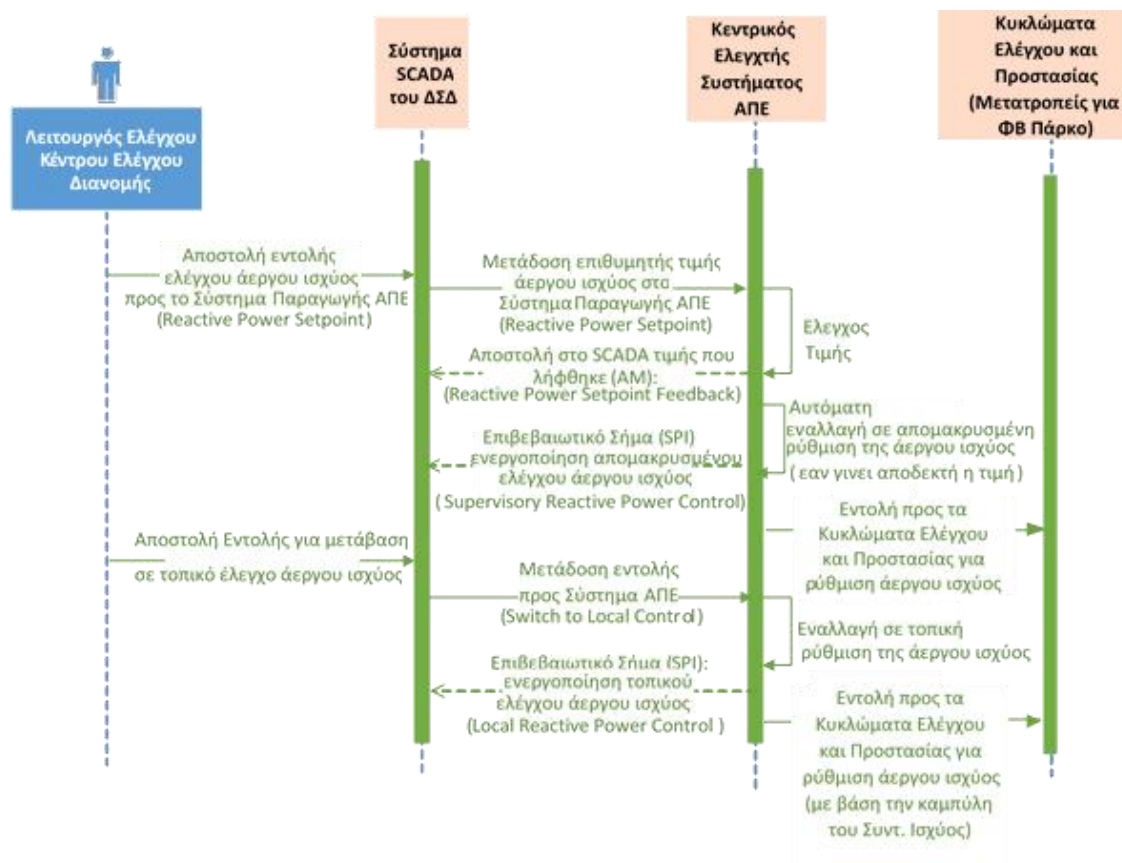 Λειτουργός Ελέγχου
Κέντρου Ελέγχου
Διανομής
Σύστημα
SCADA
του ΔΣΔ
Κεντρικός
Ελεγχτής
Συστήματος
ΑΠΕ
Κυκλώματα
Ελέγχου και
Προστασίας
(Μετατροπείς για
ΦΒ Πάρκο)
Αποστολή εντολής
ελέγχου άεργου ισχύος
προς το Σύστημα Παραγωγής ΑΠΕ
(Reactive Power Setpoint)
Μετάδοση επιθυμητής τιμής
άεργου ισχύος στο
Σύστημα Παραγωγής ΑΠΕ
(Reactive Power Setpoint)
Ελεγχος
Τιμής
Αποστολή στο SCADA τιμής που
λήφθηκε (AM):
(Reactive Power Setpoint Feedback)
Αυτόματη
εναλλαγή σε απομακρυσμένη
ρύθμιση της άεργου ισχύος
( εαν γινει αποδεκτή η τιμή )
Επιβεβαιωτικό Σήμα (SPI)
ενεργοποίηση απομακρυσμένου
ελέγχου άεργου ισχύος
( Supervisory Reactive Power Control)
Εντολή προς τα
Κυκλώματα Ελέγχου
και Προστασίας για
ρύθμιση άεργου ισχύος
Αποστολή Εντολής για μετάβαση
σε τοπικό έλεγχο άεργου ισχύος
Μετάδοση εντολής
προς Σύστημα ΑΠΕ
(Switch to Local Control)
Εναλλαγή σε τοπική
ρύθμιση της άεργου ισχύος
Επιβεβαιωτικό Σήμα (SPI):
ενεργοποίηση τοπικού
ελέγχου άεργου ισχύος
(Local Reactive Power Control )
Εντολή προς τα
Κυκλώματα Ελέγχου
και Προστασίας για
ρύθμιση άεργου ισχύος
(με βάση την καμπύλη
του Συντ. Ισχύος)